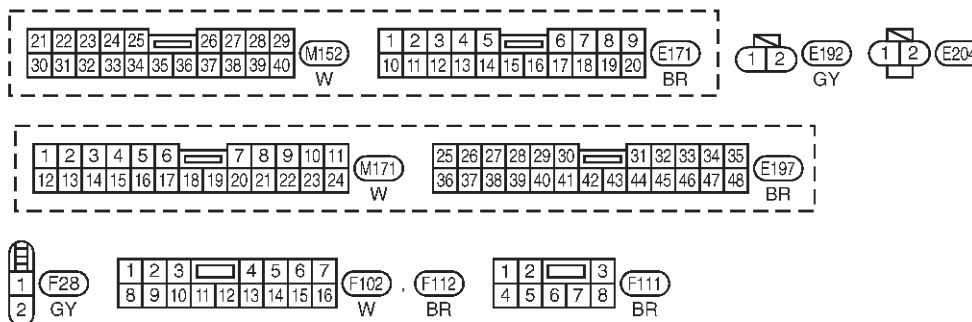 21 22 23 24 25 26 27 28 29 M152 1 2 3 4 5 6 7 8 9 E171 1 2 E192 1 2 E204
30 31 32 33 34 35 36 37 38 39 40 W 10 11 12 13 14 15 16 17 18 19 20 BR GY
1 2 3 4 5 6 7 8 9 10 11 M171 25 26 27 28 29 30 31 32 33 34 35 E197
12 13 14 15 16 17 18 19 20 21 22 23 24 W 36 37 38 39 40 41 42 43 44 45 46 47 48 BR
1 F28 1 2 3 4 5 6 7 F102 , F112 1 2 3 F111
2 GY 8 9 10 11 12 13 14 15 16 W BR 4 5 6 7 8 BR